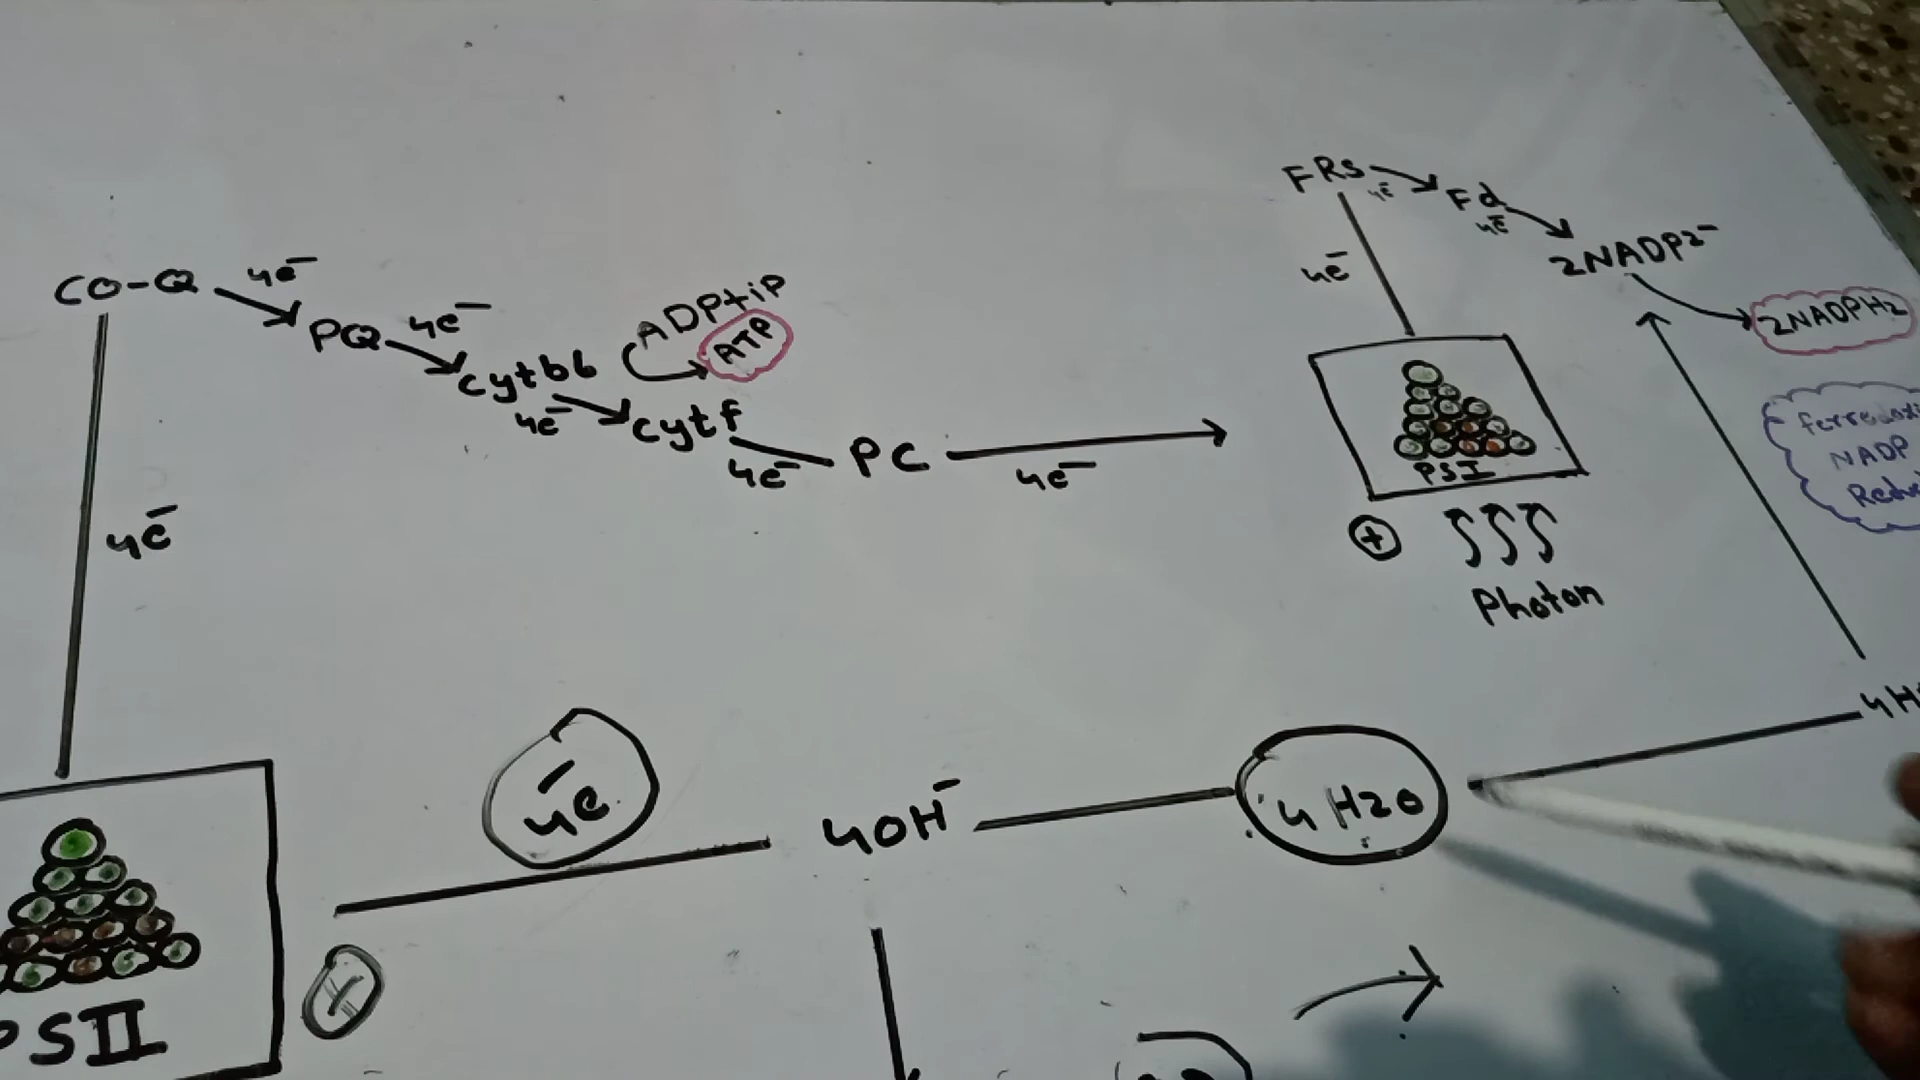 FRS
4e-
Fd
4e-
2NADP2-
CO-Q
4e-
PQ
4e-
ADP+iP
ATP
4e-
2NADPH2
Cytb6
4e-
Cytf
4e-
PC
4e-
PSI
NADP
4e-
+
Photon
4e-
4OH-
4H2O
PSII